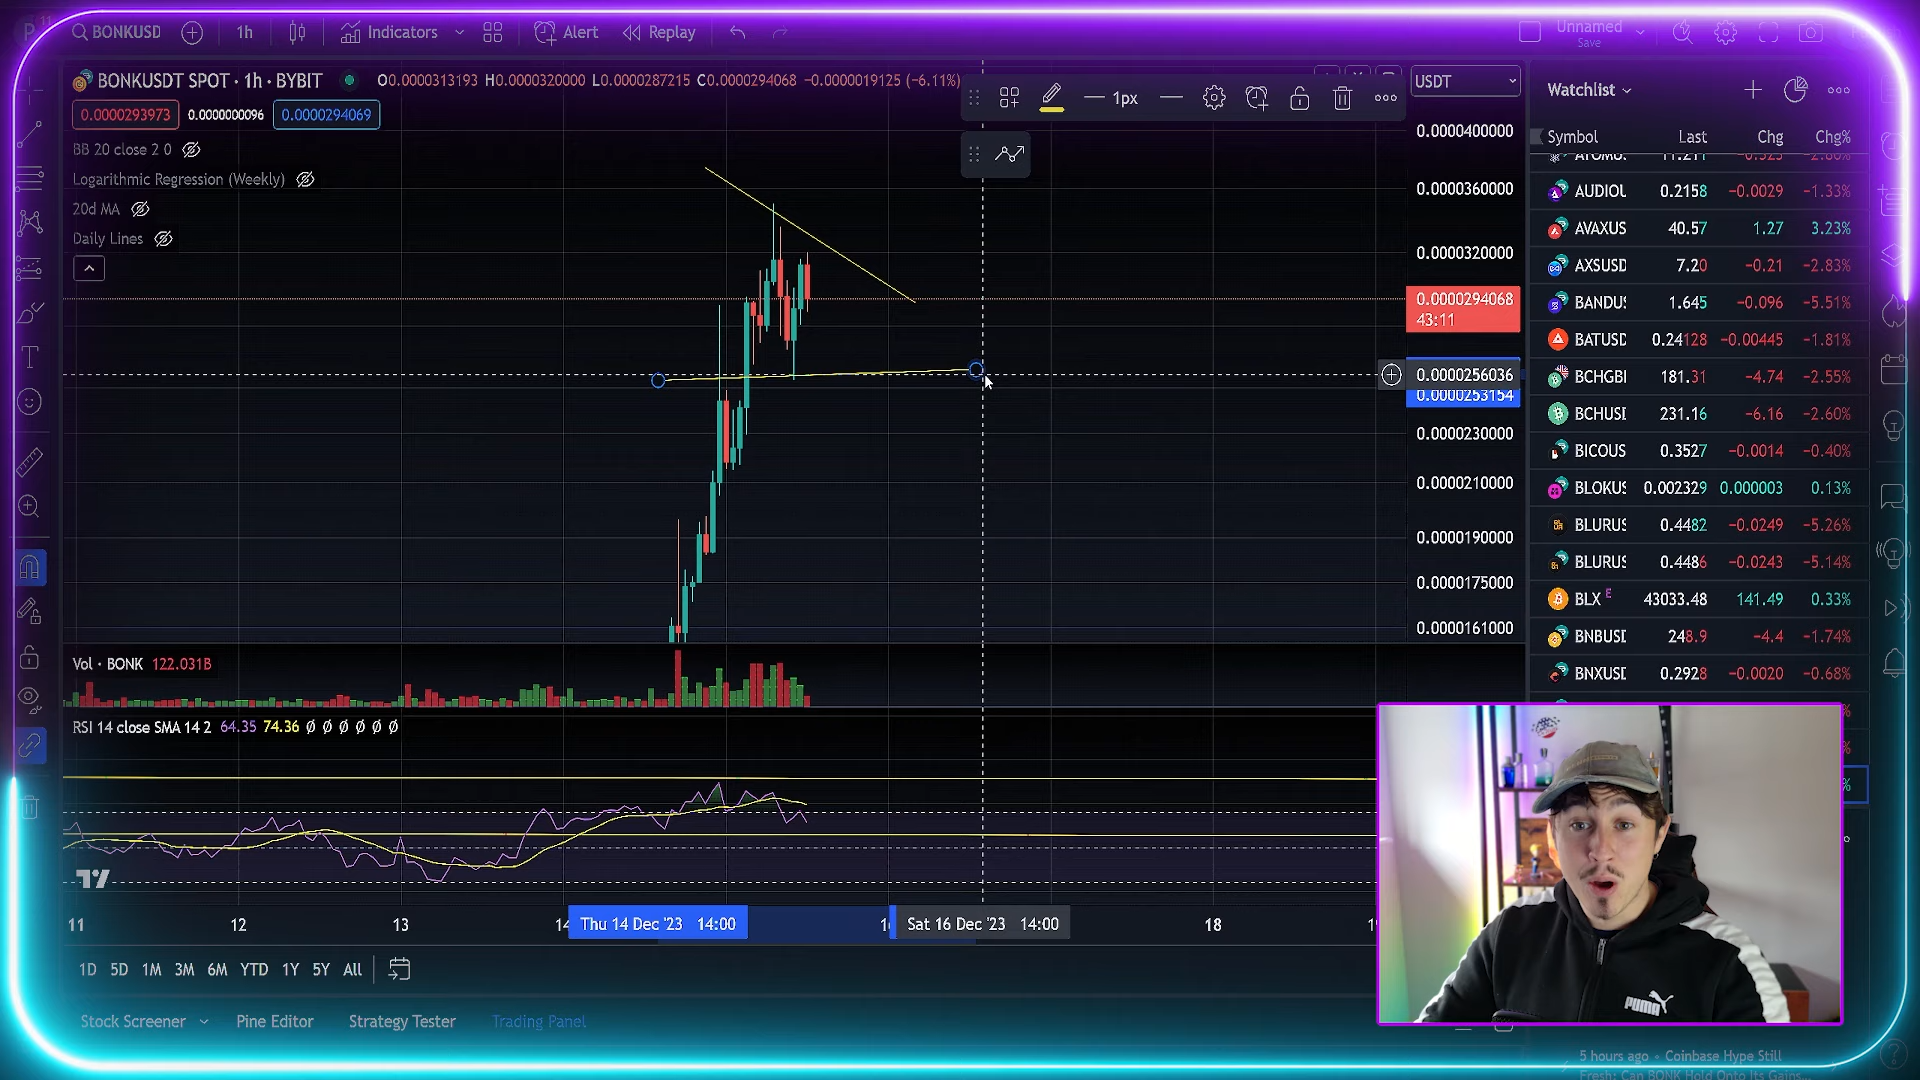 BONKUSD 1h Indicators Alert Replay Unnamed
Save
BONKUSDT SPOT · 1h · BYBIT O0.0000313193 H0.0000320000 L0.0000287215 C0.0000294068 −0.0000019125 (−6.11%)
0.0000293973 0.0000000096 0.0000294069
BB 20 close 2 0
Logarithmic Regression (Weekly)
20d MA
Daily Lines
1px
USDT
0.0000400000
0.0000360000
0.0000320000
0.0000294068
43:11
0.0000256036
0.0000253154
0.0000230000
0.0000210000
0.0000190000
0.0000175000
0.0000161000
Watchlist
Symbol Last Chg Chg%
AUDIOU 0.2158 −0.0029 −1.33%
AVAXUS 40.57 1.27 3.23%
AXSUSD 7.20 −0.21 −2.83%
BANDUS 1.645 −0.096 −5.51%
BATUSD 0.24128 −0.00445 −1.81%
BCHGBI 181.31 −4.74 −2.55%
BCHUSD 231.16 −6.16 −2.60%
BICOUS 0.3527 −0.0014 −0.40%
BLOKUS 0.002329 0.000003 0.13%
BLURUS 0.4482 −0.0249 −5.26%
BLURUS 0.4486 −0.0243 −5.14%
BLX E 43033.48 141.49 0.33%
BNBUSD 248.9 −4.4 −1.74%
BNXUSD 0.2928 −0.0020 −0.68%
Vol · BONK 122.031B
RSI 14 close SMA 14 2 64.35 74.36 Ø Ø Ø Ø Ø Ø
11 12 13 Thu 14 Dec '23 14:00 Sat 16 Dec '23 14:00 18
1D 5D 1M 3M 6M YTD 1Y 5Y All
Stock Screener Pine Editor Strategy Tester Trading Panel
PUMA
5 hours ago • Coinbase Hype Still
Fresh: Can BONK Hold Onto Its Gains...